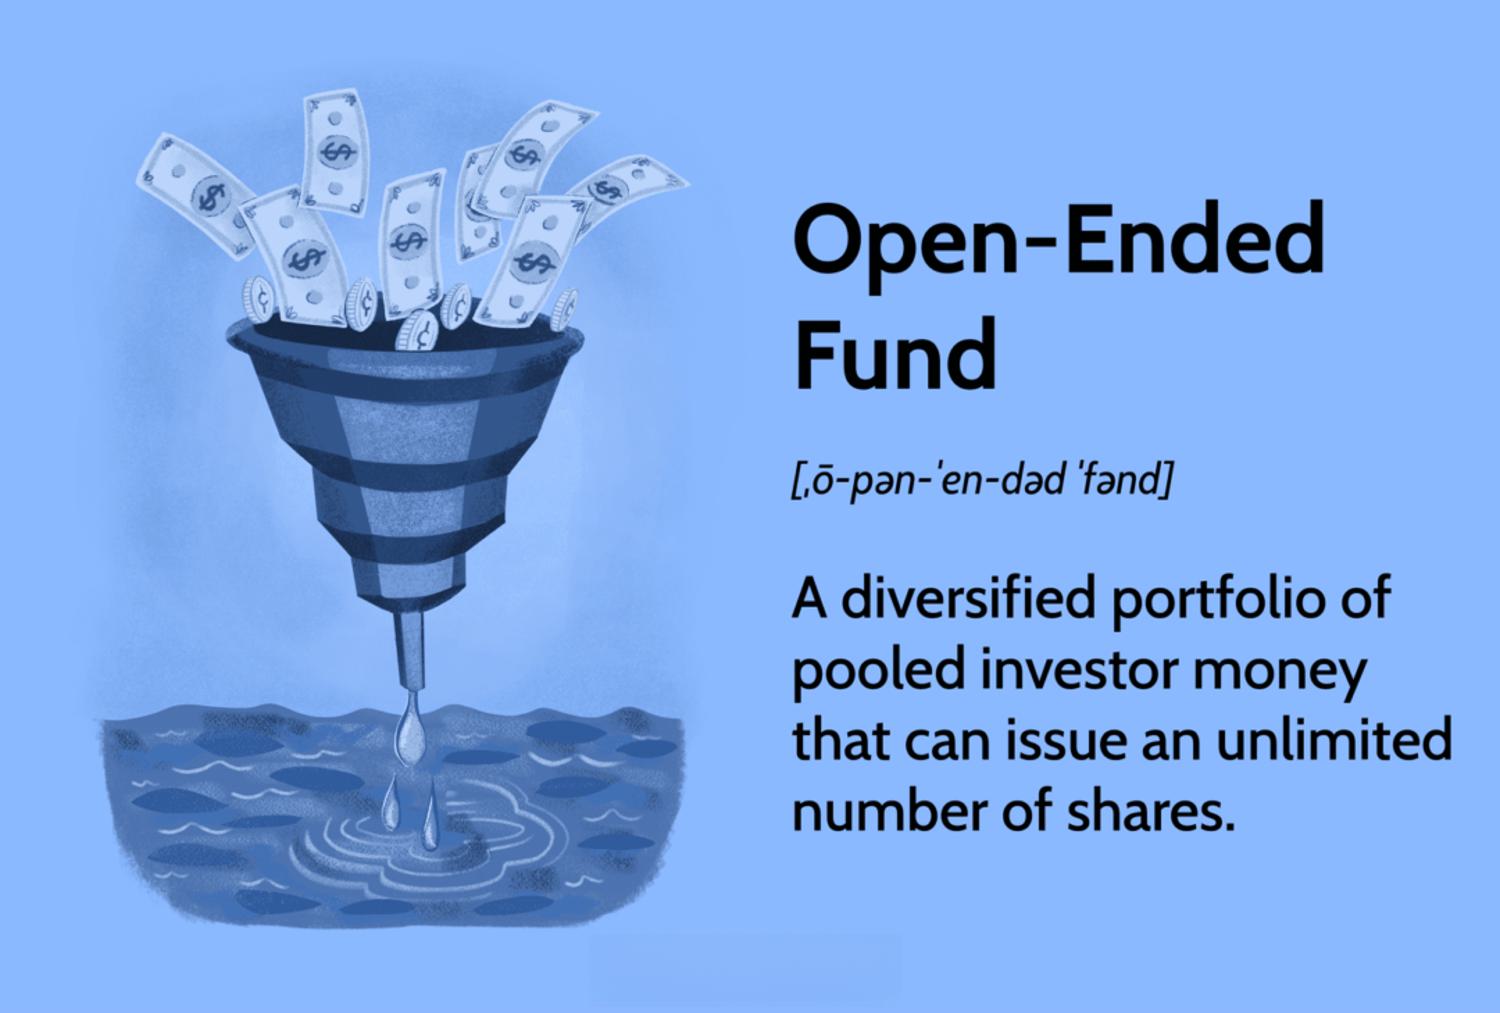 Open-Ended
Fund
[ˌō-pən-ˈen-dəd ˈfənd]
A diversified portfolio of
pooled investor money
that can issue an unlimited
number of shares.